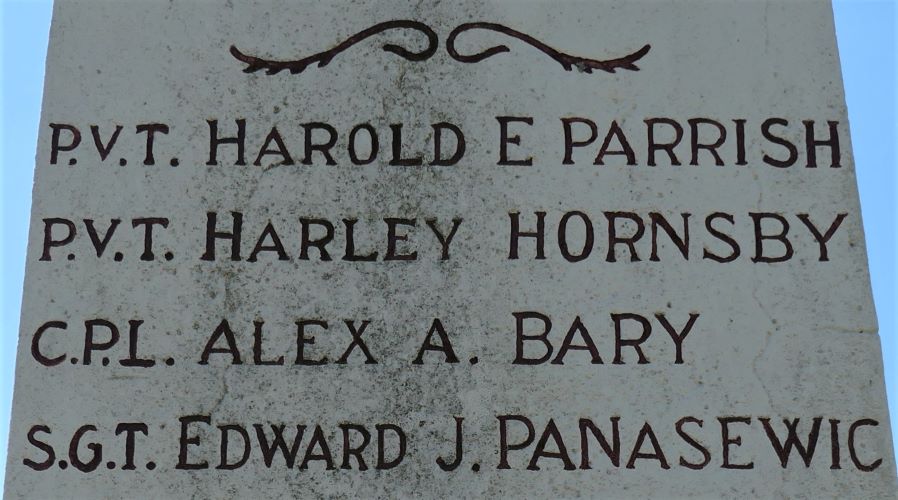 P.V.T. HAROLD E PARRISH
P.V.T. HARLEY HORNSBY
C.P.L. ALEX A. BARY
S.G.T. EDWARD J. PANASEWIC